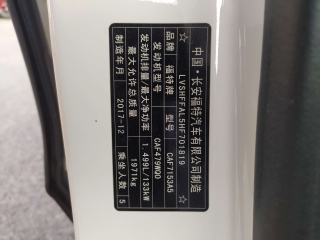 中国·长安福特汽车有限公司制造
☆LVSHFFAL5HF701819☆
品牌 福特牌 型号 CAF7153A5
发动机型号 CAF479WQ0
发动机排量/最大净功率 1.499L/133kW
最大允许总质量 1971kg
制造年月 2017-12 乘坐人数 5